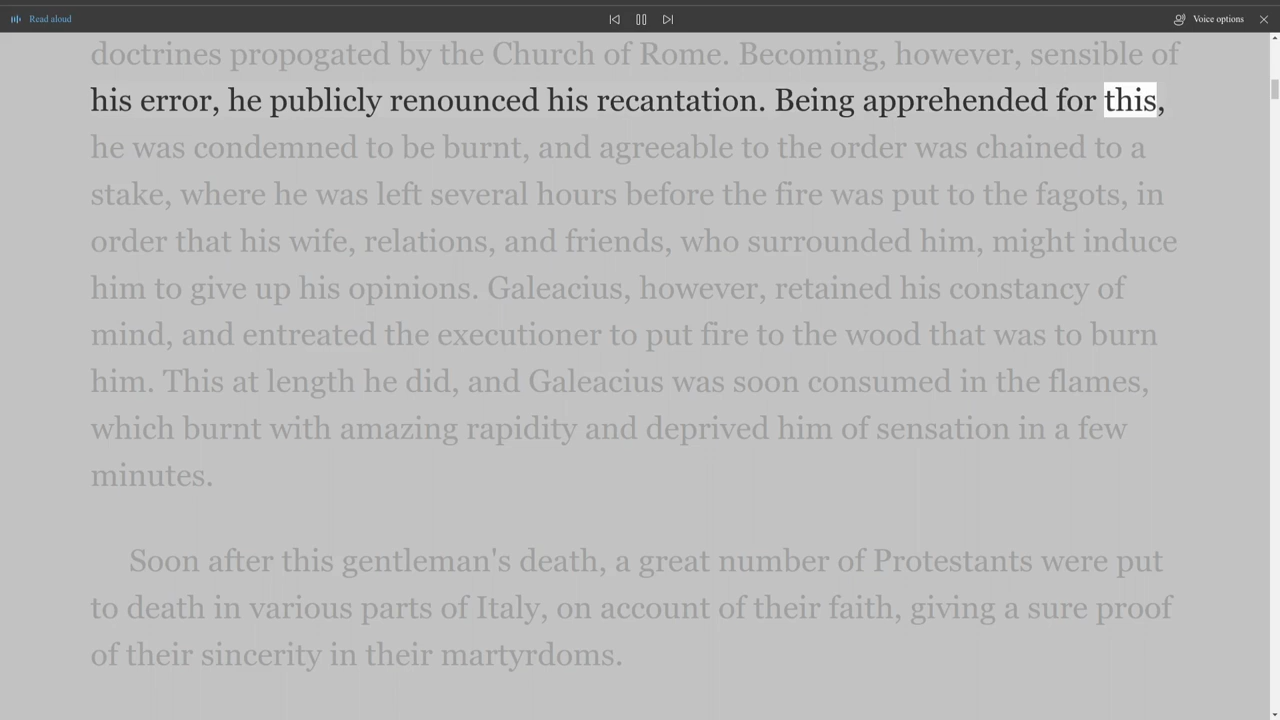 Read aloud
Voice options
doctrines propogated by the Church of Rome. Becoming, however, sensible of
his error, he publicly renounced his recantation. Being apprehended for this,
he was condemned to be burnt, and agreeable to the order was chained to a
stake, where he was left several hours before the fire was put to the fagots, in
order that his wife, relations, and friends, who surrounded him, might induce
him to give up his opinions. Galeacius, however, retained his constancy of
mind, and entreated the executioner to put fire to the wood that was to burn
him. This at length he did, and Galeacius was soon consumed in the flames,
which burnt with amazing rapidity and deprived him of sensation in a few
minutes.
Soon after this gentleman's death, a great number of Protestants were put
to death in various parts of Italy, on account of their faith, giving a sure proof
of their sincerity in their martyrdoms.